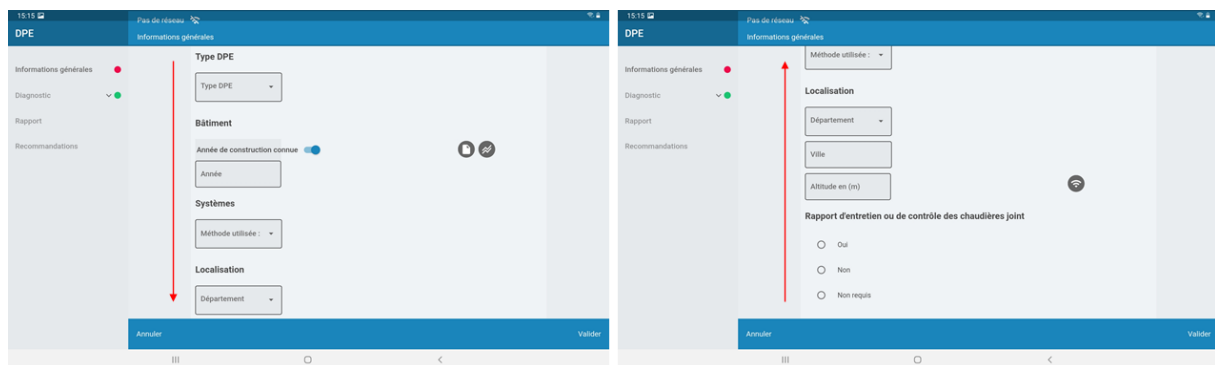 15:15
Pas de réseau
DPE
Informations générales
Informations générales
Diagnostic
Rapport
Recommandations
Type DPE
Type DPE
Bâtiment
Année de construction connue
Année
Systèmes
Méthode utilisée :
Localisation
Département
Annuler
Valider
15:15
Pas de réseau
DPE
Informations générales
Informations générales
Diagnostic
Rapport
Recommandations
Méthode utilisée :
Localisation
Département
Ville
Altitude en (m)
Rapport d'entretien ou de contrôle des chaudières joint
Oui
Non
Non requis
Annuler
Valider